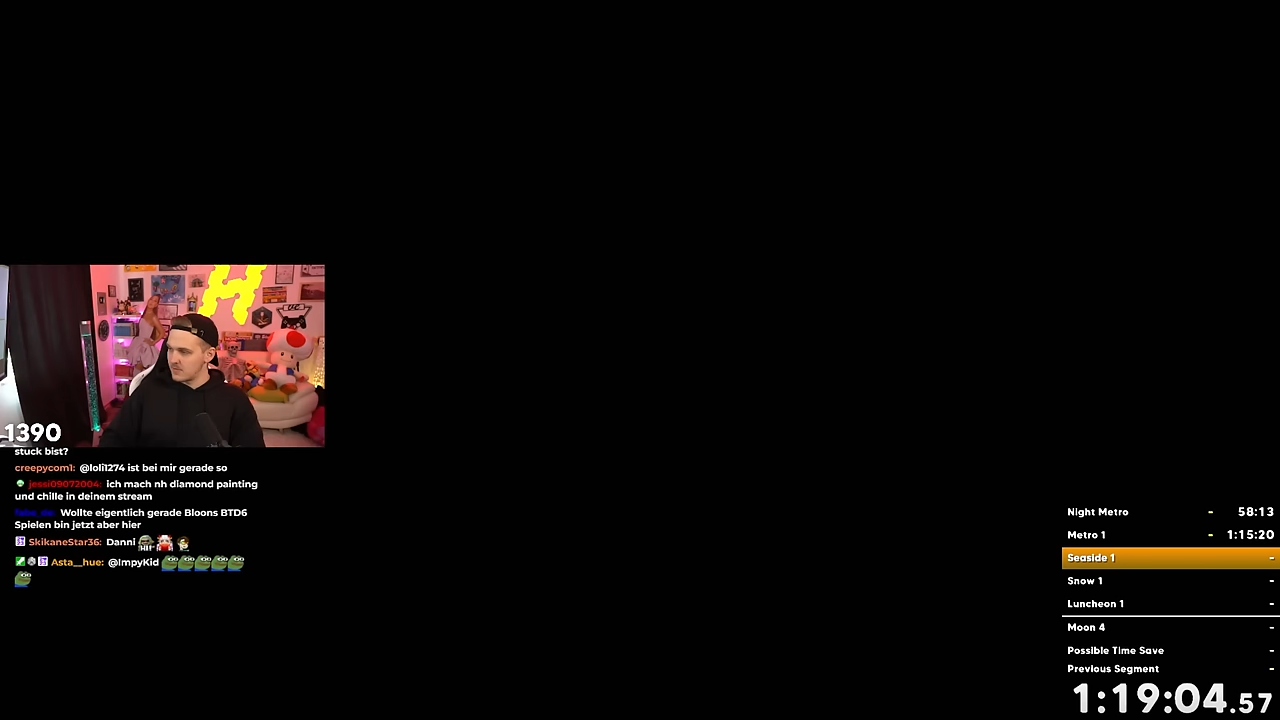 1390
stuck bist?
creepycom1: @loli1274 ist bei mir gerade so
jessi09072004: ich mach nh diamond painting
und chille in deinem stream
Wollte eigentlich gerade Bloons BTD6
Spielen bin jetzt aber hier
SkikaneStar36: Danni
Asta__hue: @ImpyKid
Night Metro - 58:13
Metro 1 - 1:15:20
Seaside 1 -
Snow 1 -
Luncheon 1 -
Moon 4 -
Possible Time Save -
Previous Segment -
1:19:04.57